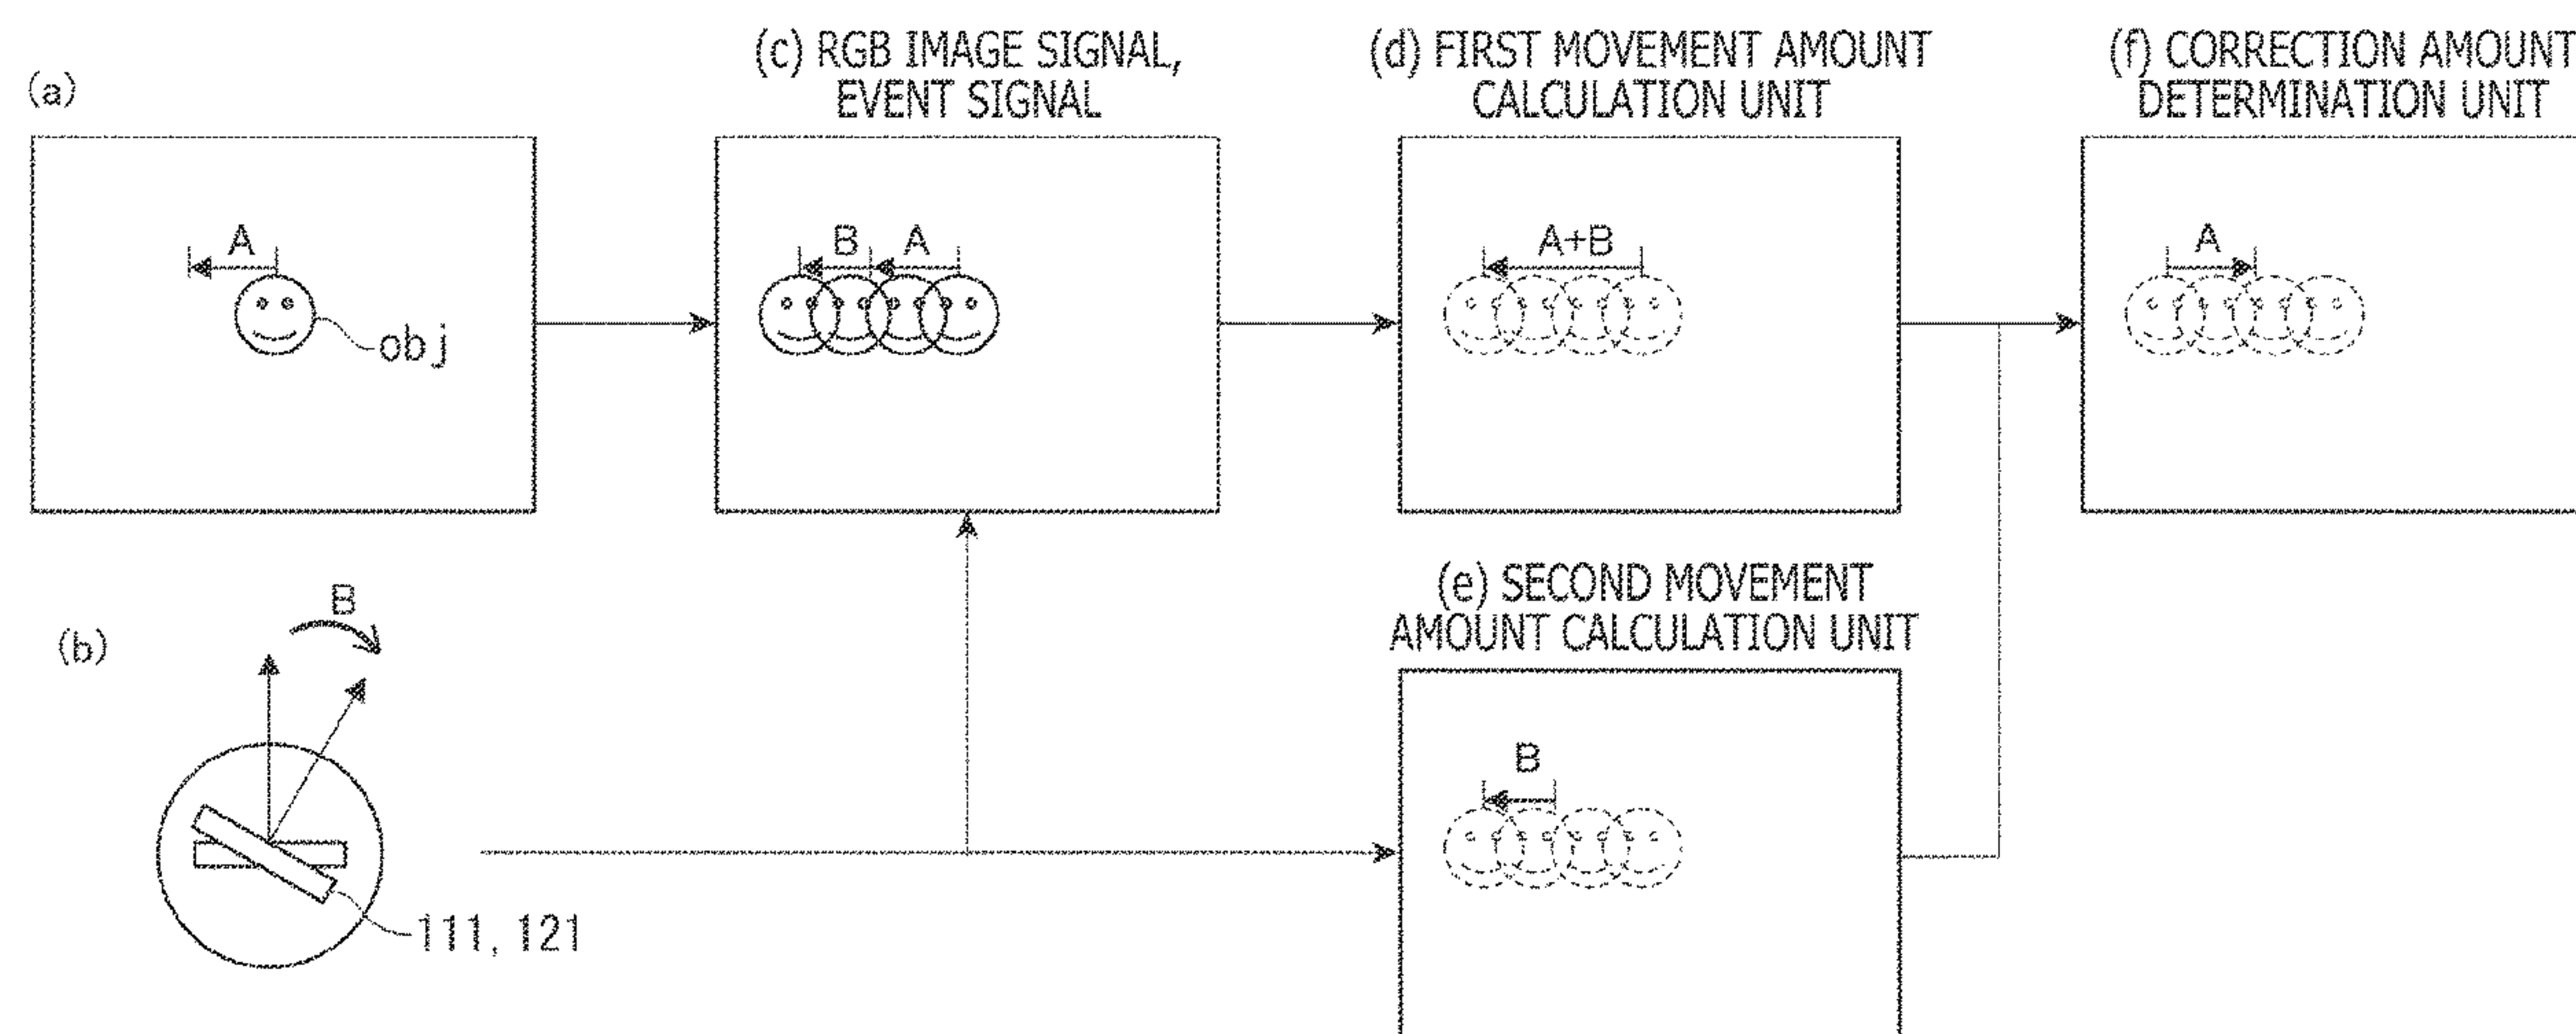 (a)
A
obj
(c) RGB IMAGE SIGNAL,
EVENT SIGNAL
B A
(d) FIRST MOVEMENT AMOUNT
CALCULATION UNIT
A+B
(f) CORRECTION AMOUNT
DETERMINATION UNIT
A
(b)
B
111, 121
(e) SECOND MOVEMENT
AMOUNT CALCULATION UNIT
B